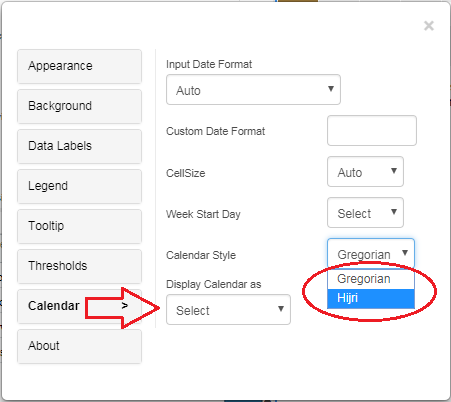 ×
Appearance
Background
Data Labels
Legend
Tooltip
Thresholds
Calendar >
About
Input Date Format
Auto
Custom Date Format
CellSize Auto
Week Start Day Select
Calendar Style Gregorian
Gregorian
Hijri
Display Calendar as
Select